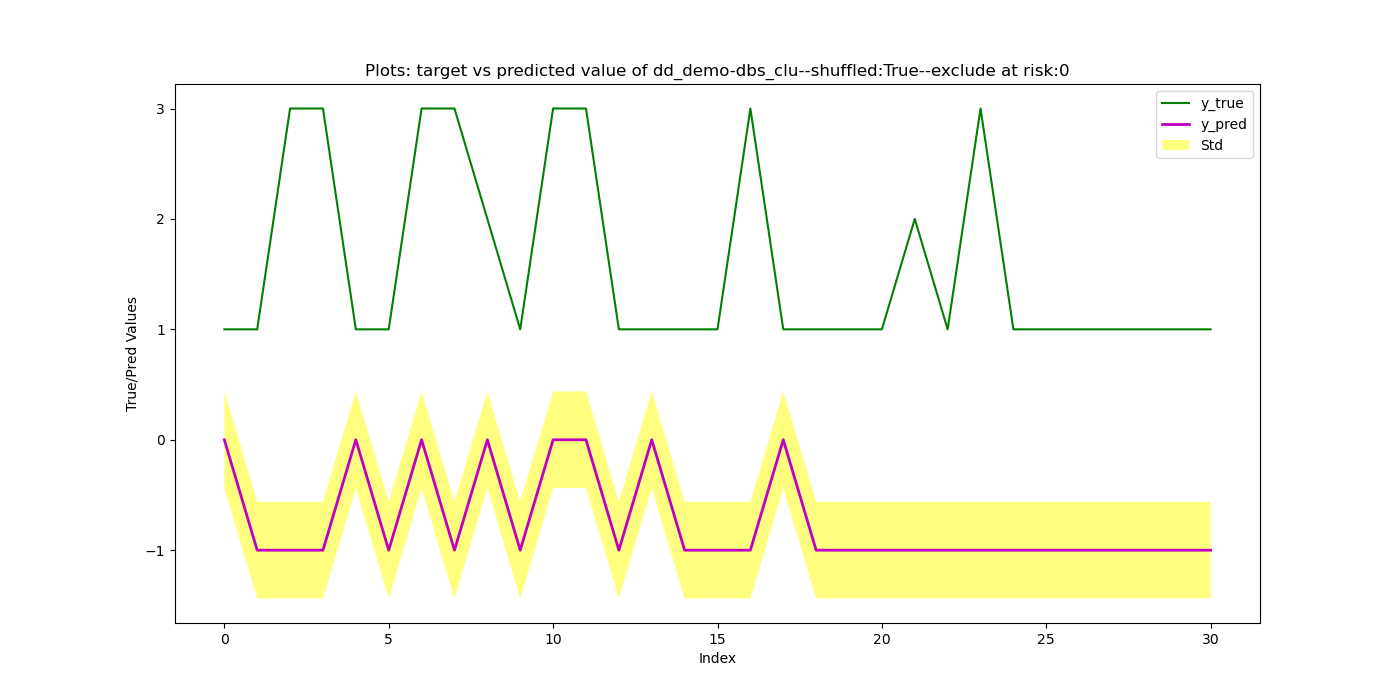 Plots: target vs predicted value of dd_demo-dbs_clu--shuffled:True--exclude at risk:0
y_true
y_pred
Std
True/Pred Values
3
2
1
0
−1
0 5 10 15 20 25 30
Index